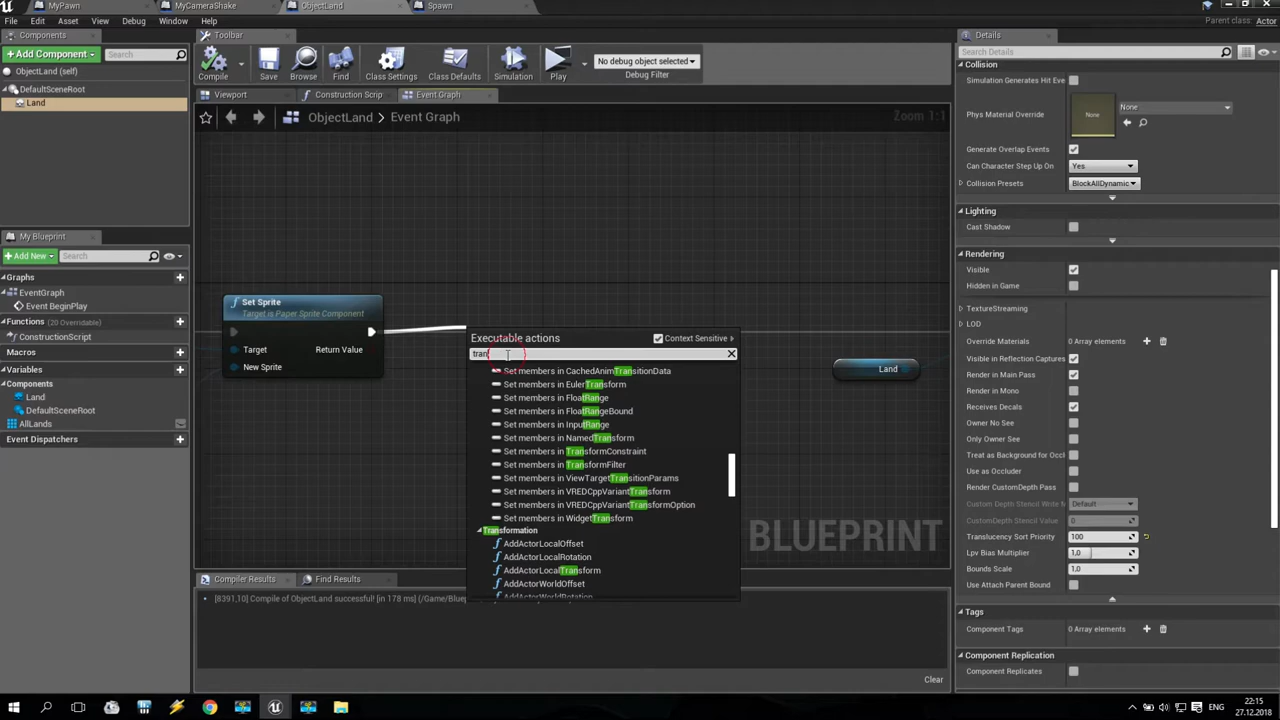 MyPawn
MyCameraShake
ObjectLand
Spawn
File Edit Asset View Debug Window Help
Parent class: Actor
Components
Toolbar
Details
+ Add Component
Search
Compile
Save
Browse
Find
Class Settings
Class Defaults
Simulation
Play
No debug object selected
Debug Filter
Search Details
ObjectLand (self)
DefaultSceneRoot
Land
Viewport
Construction Scrip
Event Graph
ObjectLand > Event Graph
Zoom 1:1
Collision
Simulation Generates Hit Eve
Phys Material Override
None
None
Generate Overlap Events
Can Character Step Up On
Yes
Collision Presets
BlockAllDynamic
Lighting
Cast Shadow
Rendering
Visible
Hidden in Game
TextureStreaming
LOD
Override Materials
0 Array elements
Visible in Reflection Captures
Render in Main Pass
Render in Mono
Receives Decals
Owner No See
Only Owner See
Treat as Background for Occl
Use as Occluder
Render CustomDepth Pass
Custom Depth Stencil Write M
Default
CustomDepth Stencil Value
0
Translucency Sort Priority
100
Lpv Bias Multiplier
1,0
Bounds Scale
1,0
Use Attach Parent Bound
Tags
Component Tags
0 Array elements
Component Replication
Component Replicates
My Blueprint
+ Add New
Search
Graphs
EventGraph
Event BeginPlay
Functions (20 Overridable)
ConstructionScript
Macros
Variables
Components
Land
DefaultSceneRoot
AllLands
Event Dispatchers
Set Sprite
Target is Paper Sprite Component
Target
Return Value
New Sprite
Land
Executable actions
Context Sensitive
tran
Set members in CachedAnimTransitionData
Set members in EulerTransform
Set members in FloatRange
Set members in FloatRangeBound
Set members in InputRange
Set members in NamedTransform
Set members in TransformConstraint
Set members in TransformFilter
Set members in ViewTargetTransitionParams
Set members in VREDCppVariantTransform
Set members in VREDCppVariantTransformOption
Set members in WidgetTransform
Transformation
AddActorLocalOffset
AddActorLocalRotation
AddActorLocalTransform
AddActorWorldOffset
AddActorWorldRotation
BLUEPRINT
Compiler Results
Find Results
[8391,10] Compile of ObjectLand successful! [in 178 ms] (/Game/Bluep
Clear
ENG
22:15
27.12.2018